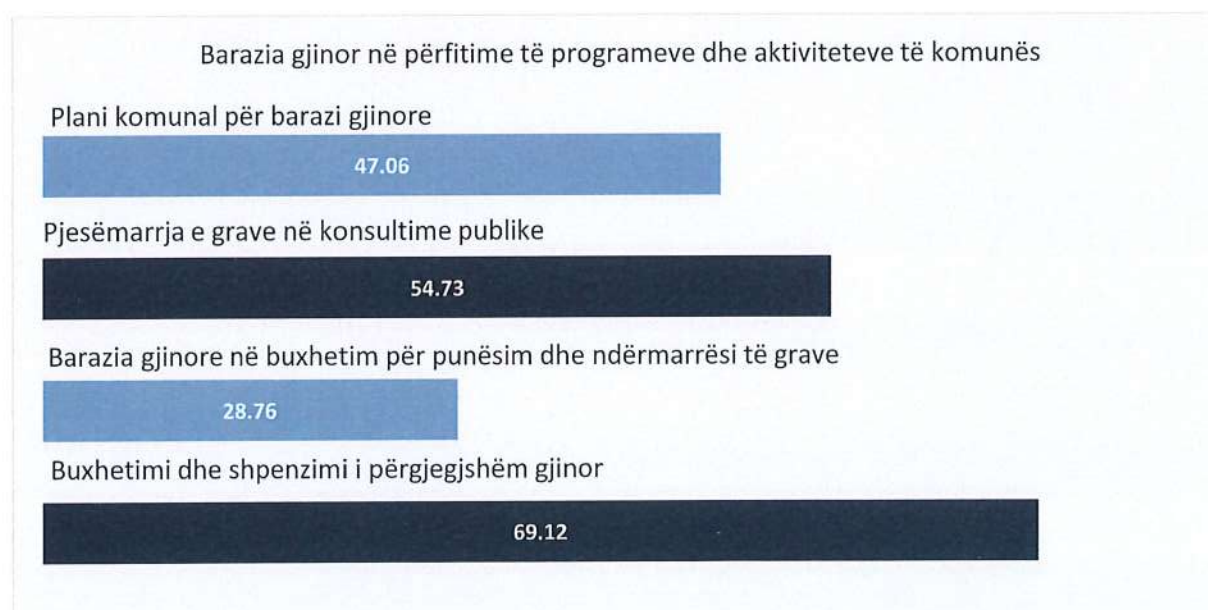 Barazia gjinor në përfitime të programeve dhe aktiviteteve të komunës
Plani komunal për barazi gjinore
47.06
Pjesëmarrja e grave në konsultime publike
54.73
Barazia gjinore në buxhetim për punësim dhe ndërmarrësi të grave
28.76
Buxhetimi dhe shpenzimi i përgjegjshëm gjinor
69.12